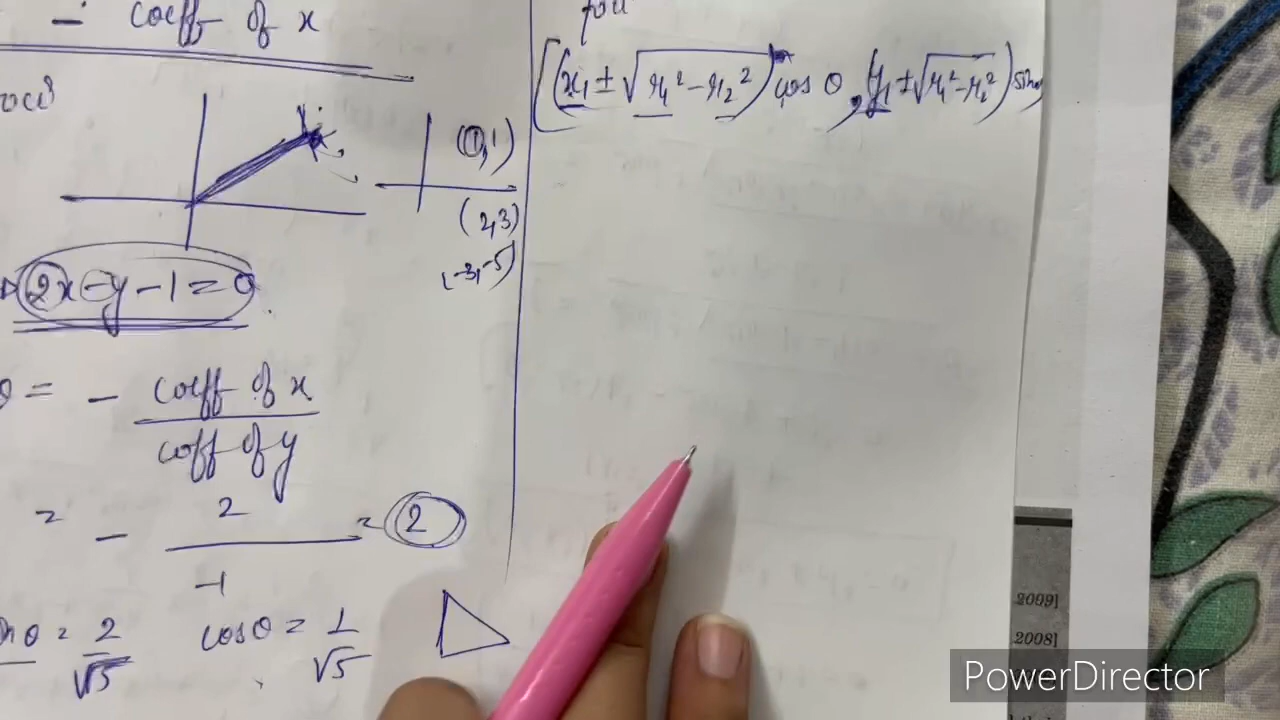 - coeff of x
(0,1)
(2,3)
(-3,-5)
2x-y-1=0
θ = - coeff of x
coff of y
= - 2 = 2
-1
sinθ = 2/√5 cosθ = 1/√5
[(x₁ ± √r₁² - r₂²) cos θ, (y₁ ± √r₁² - r₂²) sinθ
2009]
2008]
PowerDirector